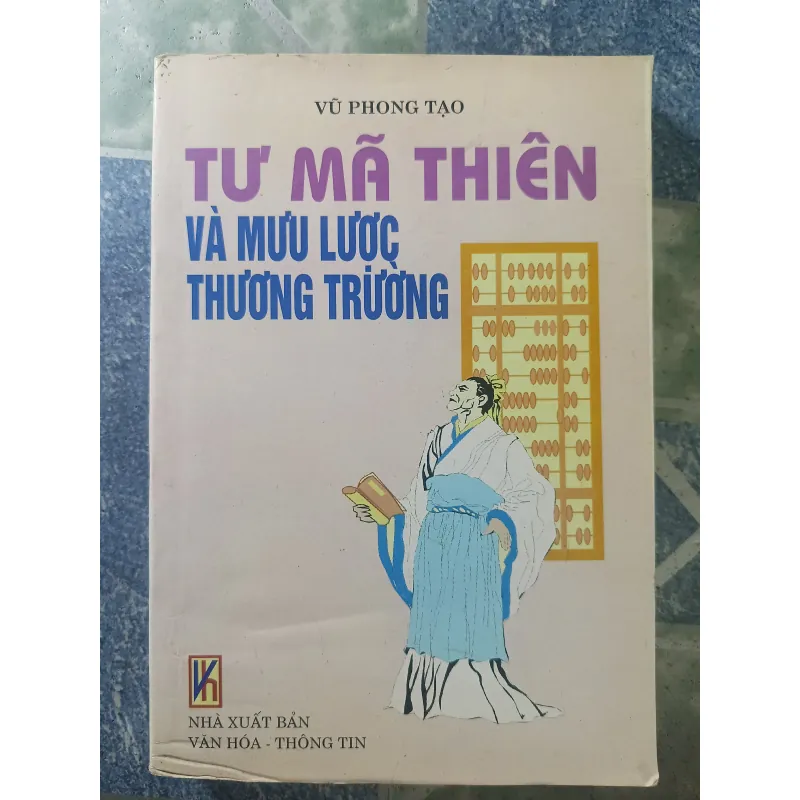 VŨ PHONG TẠO
TƯ MÃ THIÊN
VÀ MƯU LƯỢC
THƯƠNG TRƯỜNG
NHÀ XUẤT BẢN
VĂN HÓA - THÔNG TIN